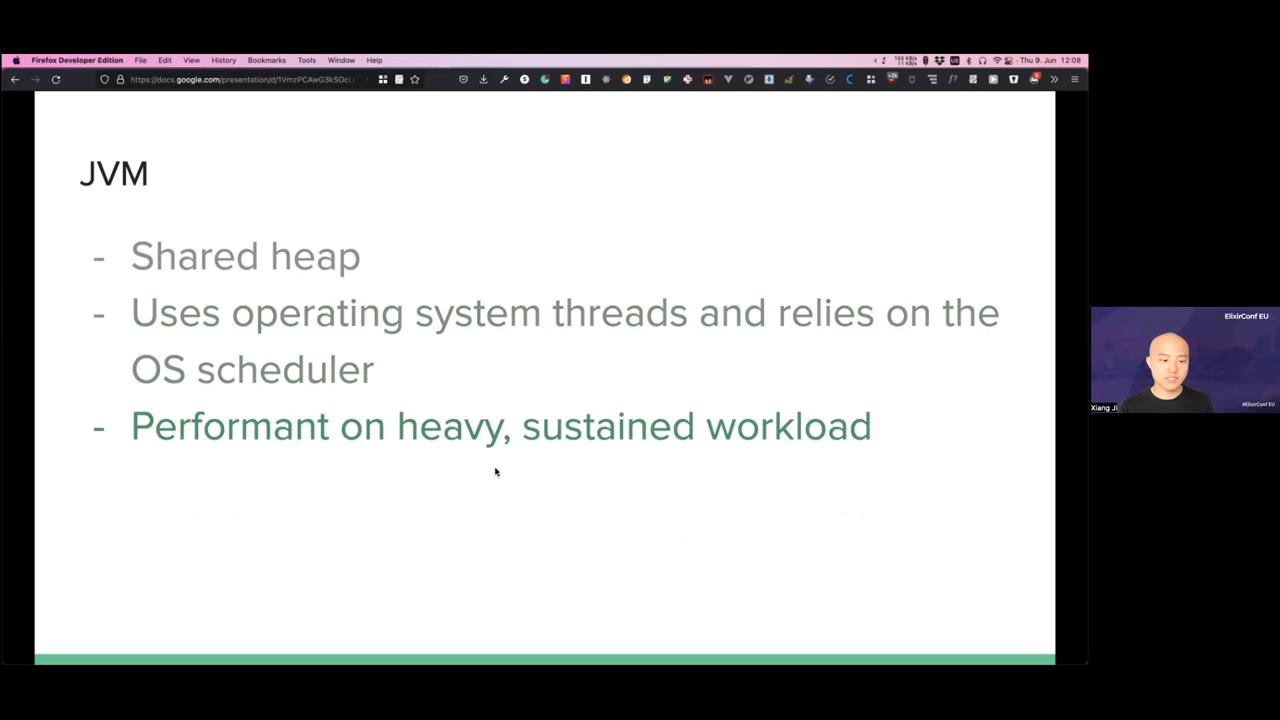 Firefox Developer Edition File Edit View History Bookmarks Tools Window Help
Thu 9. Jun 12:08
https://docs.google.com/presentation/d/1VmzPCAwG3kSOcL
JVM
- Shared heap
- Uses operating system threads and relies on the
OS scheduler
- Performant on heavy, sustained workload
ElixirConf EU
Xiang Ji
#ElixirConf EU